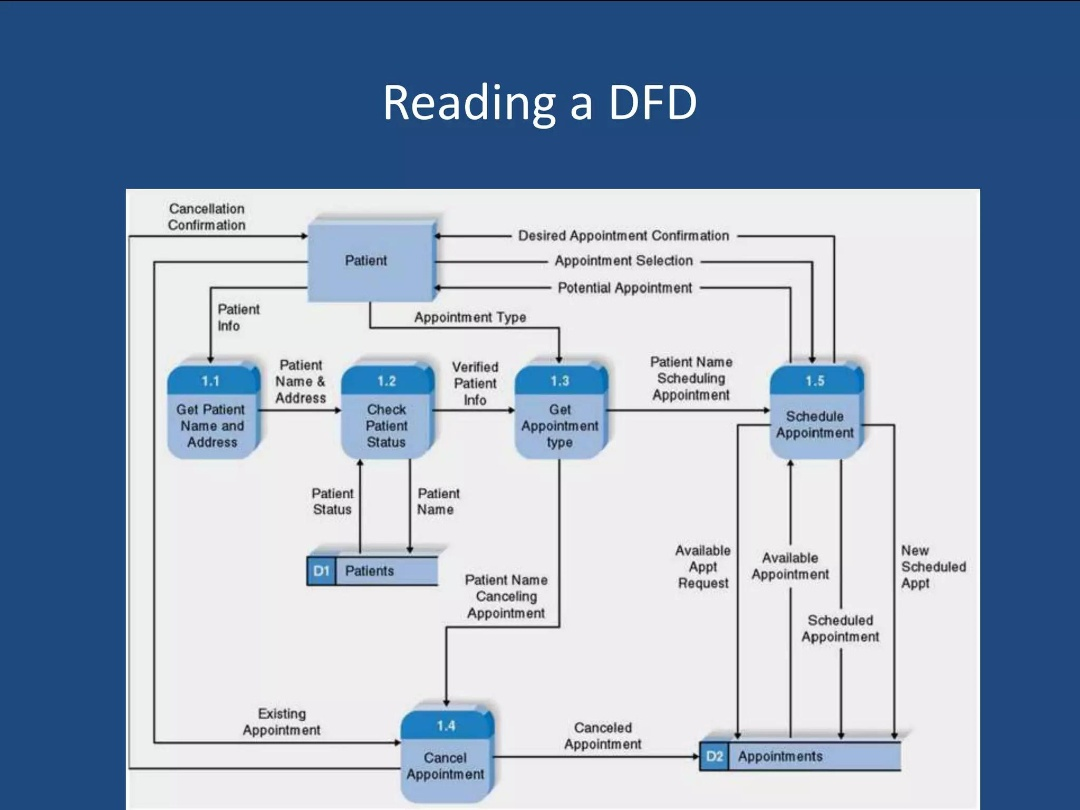 Reading a DFD
Cancellation
Confirmation
Patient
Desired Appointment Confirmation
Appointment Selection
Potential Appointment
Patient
Info
Appointment Type
1.1
Get Patient
Name and
Address
Patient
Name &
Address
1.2
Check
Patient
Status
Verified
Patient
Info
1.3
Get
Appointment
type
Patient Name
Scheduling
Appointment
1.5
Schedule
Appointment
Patient
Status
Patient
Name
D1 Patients
Patient Name
Canceling
Appointment
Available
Appt
Request
Available
Appointment
Scheduled
Appointment
New
Scheduled
Appt
Existing
Appointment
1.4
Cancel
Appointment
Canceled
Appointment
D2 Appointments